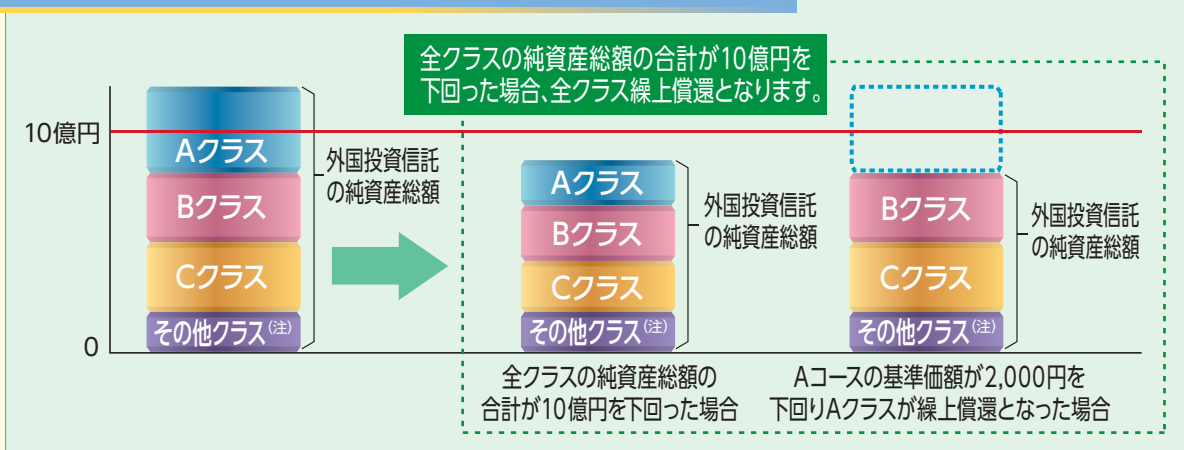 全クラスの純資産総額の合計が10億円を
下回った場合、全クラス繰上償還となります。
10億円
0
Aクラス
Bクラス
Cクラス
その他クラス(注)
外国投資信託
の純資産総額
Aクラス
Bクラス
Cクラス
その他クラス(注)
外国投資信託
の純資産総額
全クラスの純資産総額の
合計が10億円を下回った場合
Bクラス
Cクラス
その他クラス(注)
外国投資信託
の純資産総額
Aコースの基準価額が2,000円を
下回りAクラスが繰上償還となった場合